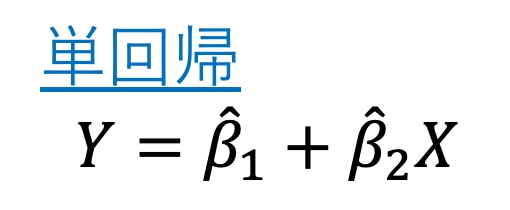 単回帰
Y = β̂₁ + β̂₂X